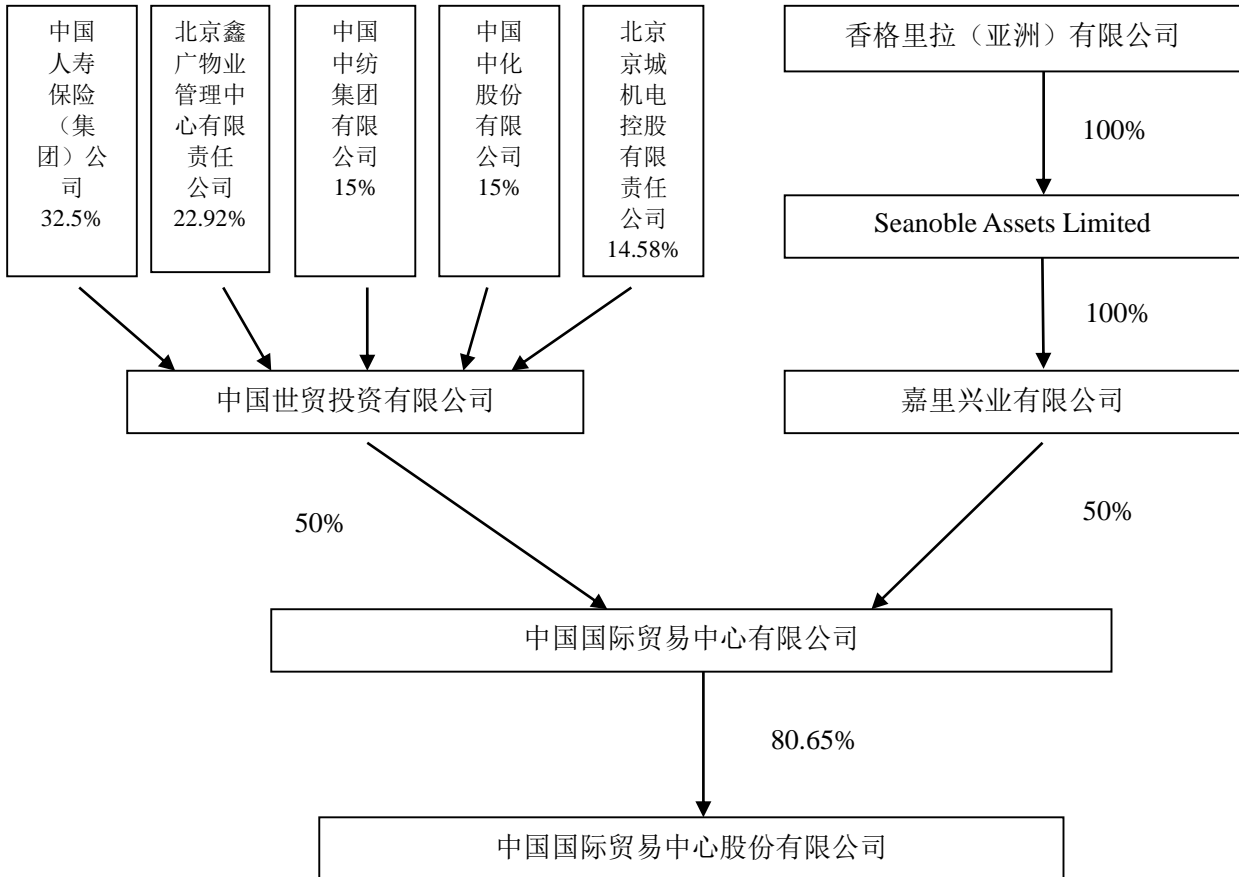 中国
人寿
保险
（集
团）公
司
32.5%
北京鑫
广物业
管理中
心有限
责任
公司
22.92%
中国
中纺
集团
有限
公司
15%
中国
中化
股份
有限
公司
15%
北京
京城
机电
控股
有限
责任
公司
14.58%
香格里拉（亚洲）有限公司
100%
Seanoble Assets Limited
100%
中国世贸投资有限公司
嘉里兴业有限公司
50%
50%
中国国际贸易中心有限公司
80.65%
中国国际贸易中心股份有限公司